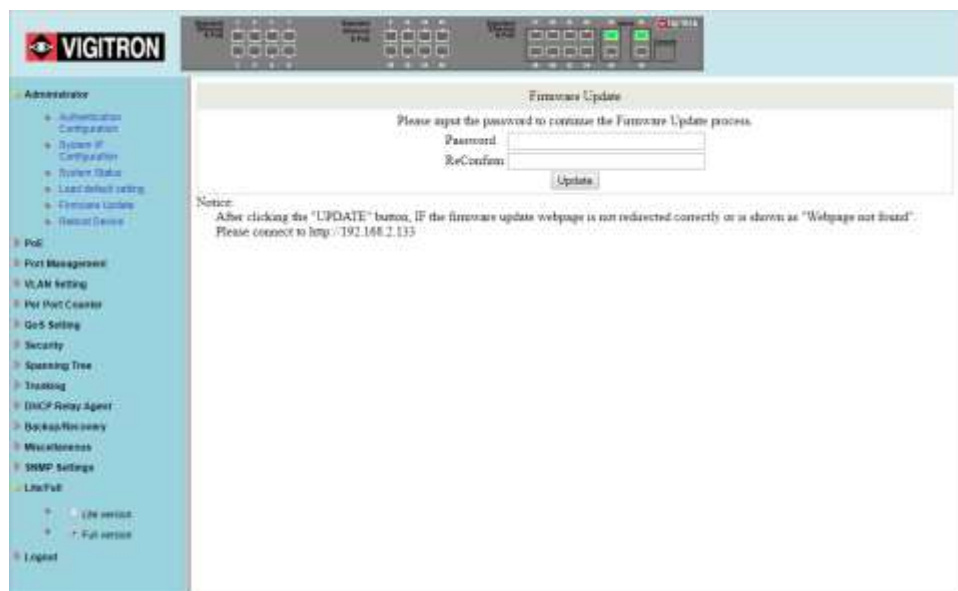 VIGITRON
Administrator
Authentication
Configuration
System IP
Configuration
System Status
Load default setting
Firmware Update
Reboot Device
PoE
Port Management
VLAN Setting
Per Port Counter
QoS Setting
Security
Spanning Tree
Trunking
DHCP Relay Agent
Backup/Recovery
Miscellaneous
SNMP Settings
Lite/Full
Lite version
Full version
Logout
Firmware Update
Please input the password to continue the Firmware Update process.
Password
ReConfirm
Update
Notice:
After clicking the "UPDATE" button, IF the firmware update webpage is not redirected correctly or is shown as "Webpage not found".
Please connect to http://192.168.2.133